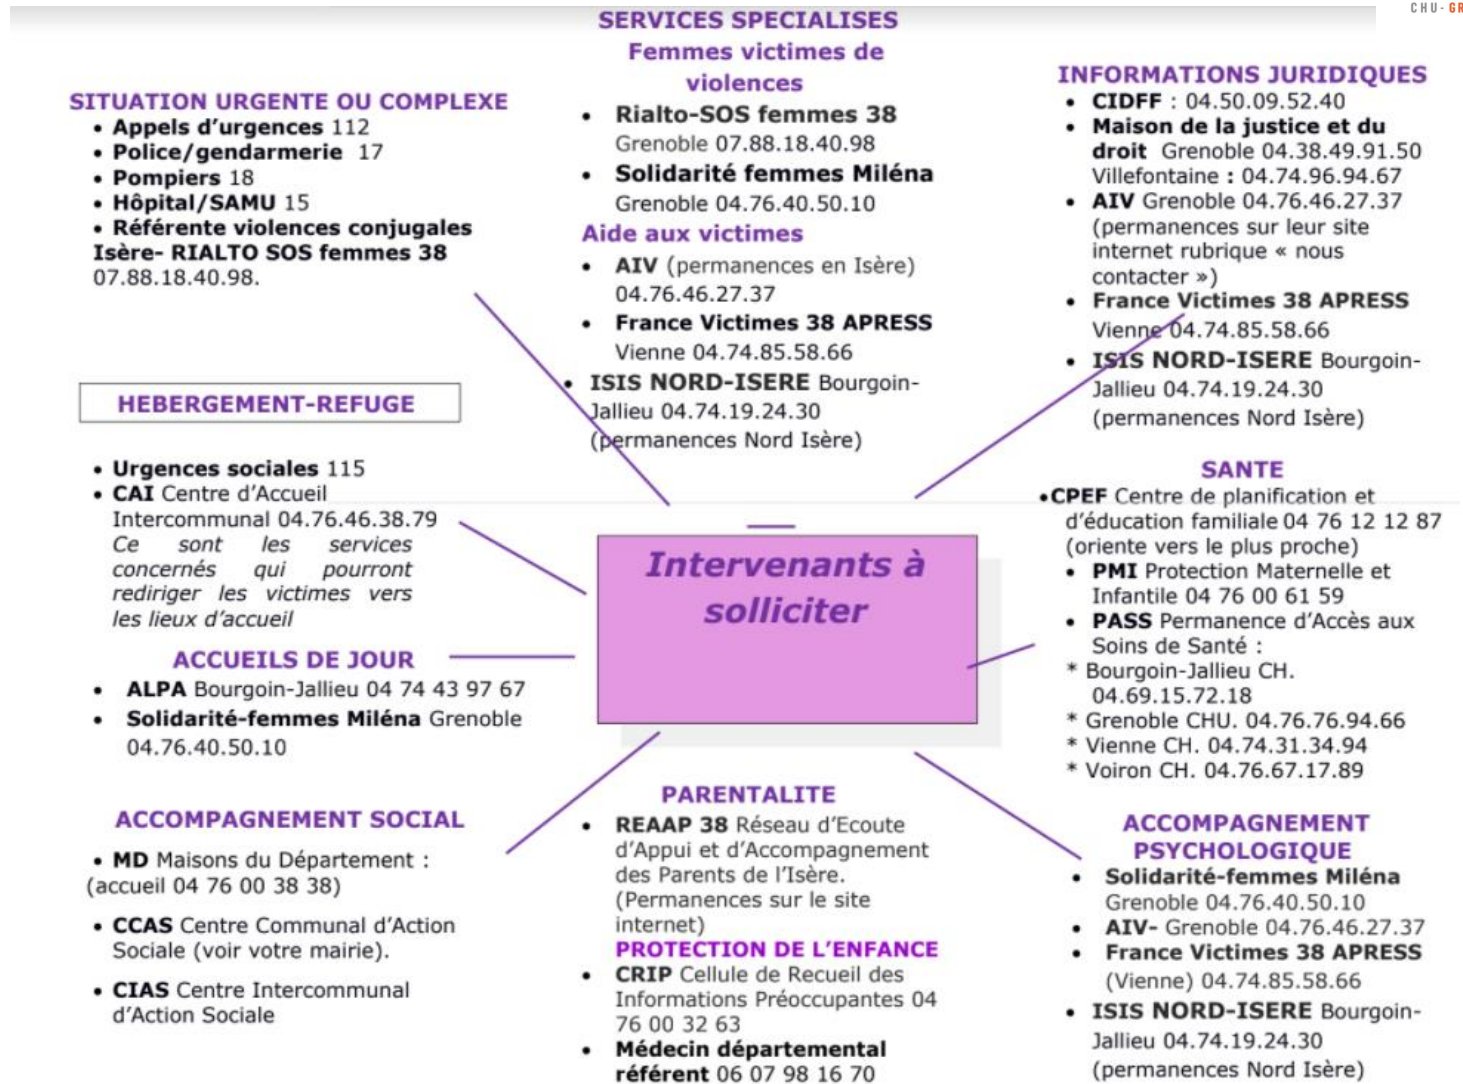 CHU-GR
SERVICES SPECIALISES
Femmes victimes de
violences
• Rialto-SOS femmes 38
Grenoble 07.88.18.40.98
• Solidarité femmes Miléna
Grenoble 04.76.40.50.10
Aide aux victimes
• AIV (permanences en Isère)
04.76.46.27.37
• France Victimes 38 APRESS
Vienne 04.74.85.58.66
• ISIS NORD-ISERE Bourgoin-
Jallieu 04.74.19.24.30
(permanences Nord Isère)
SITUATION URGENTE OU COMPLEXE
• Appels d'urgences 112
• Police/gendarmerie 17
• Pompiers 18
• Hôpital/SAMU 15
• Référente violences conjugales
Isère- RIALTO SOS femmes 38
07.88.18.40.98.
HEBERGEMENT-REFUGE
• Urgences sociales 115
• CAI Centre d'Accueil
Intercommunal 04.76.46.38.79
Ce sont les services
concernés qui pourront
rediriger les victimes vers
les lieux d'accueil
ACCUEILS DE JOUR
• ALPA Bourgoin-Jallieu 04 74 43 97 67
• Solidarité-femmes Miléna Grenoble
04.76.40.50.10
ACCOMPAGNEMENT SOCIAL
• MD Maisons du Département :
(accueil 04 76 00 38 38)
• CCAS Centre Communal d'Action
Sociale (voir votre mairie).
• CIAS Centre Intercommunal
d'Action Sociale
Intervenants à
solliciter
PARENTALITE
• REAAP 38 Réseau d'Ecoute
d'Appui et d'Accompagnement
des Parents de l'Isère.
(Permanences sur le site
internet)
PROTECTION DE L'ENFANCE
• CRIP Cellule de Recueil des
Informations Préoccupantes 04
76 00 32 63
• Médecin départemental
référent 06 07 98 16 70
INFORMATIONS JURIDIQUES
• CIDFF : 04.50.09.52.40
• Maison de la justice et du
droit Grenoble 04.38.49.91.50
Villefontaine : 04.74.96.94.67
• AIV Grenoble 04.76.46.27.37
(permanences sur leur site
internet rubrique « nous
contacter »)
• France Victimes 38 APRESS
Vienne 04.74.85.58.66
• ISIS NORD-ISERE Bourgoin-
Jallieu 04.74.19.24.30
(permanences Nord Isère)
SANTE
•CPEF Centre de planification et
d'éducation familiale 04 76 12 12 87
(oriente vers le plus proche)
• PMI Protection Maternelle et
Infantile 04 76 00 61 59
• PASS Permanence d'Accès aux
Soins de Santé :
* Bourgoin-Jallieu CH.
04.69.15.72.18
* Grenoble CHU. 04.76.76.94.66
* Vienne CH. 04.74.31.34.94
* Voiron CH. 04.76.67.17.89
ACCOMPAGNEMENT
PSYCHOLOGIQUE
• Solidarité-femmes Miléna
Grenoble 04.76.40.50.10
• AIV- Grenoble 04.76.46.27.37
• France Victimes 38 APRESS
(Vienne) 04.74.85.58.66
• ISIS NORD-ISERE Bourgoin-
Jallieu 04.74.19.24.30
(permanences Nord Isère)